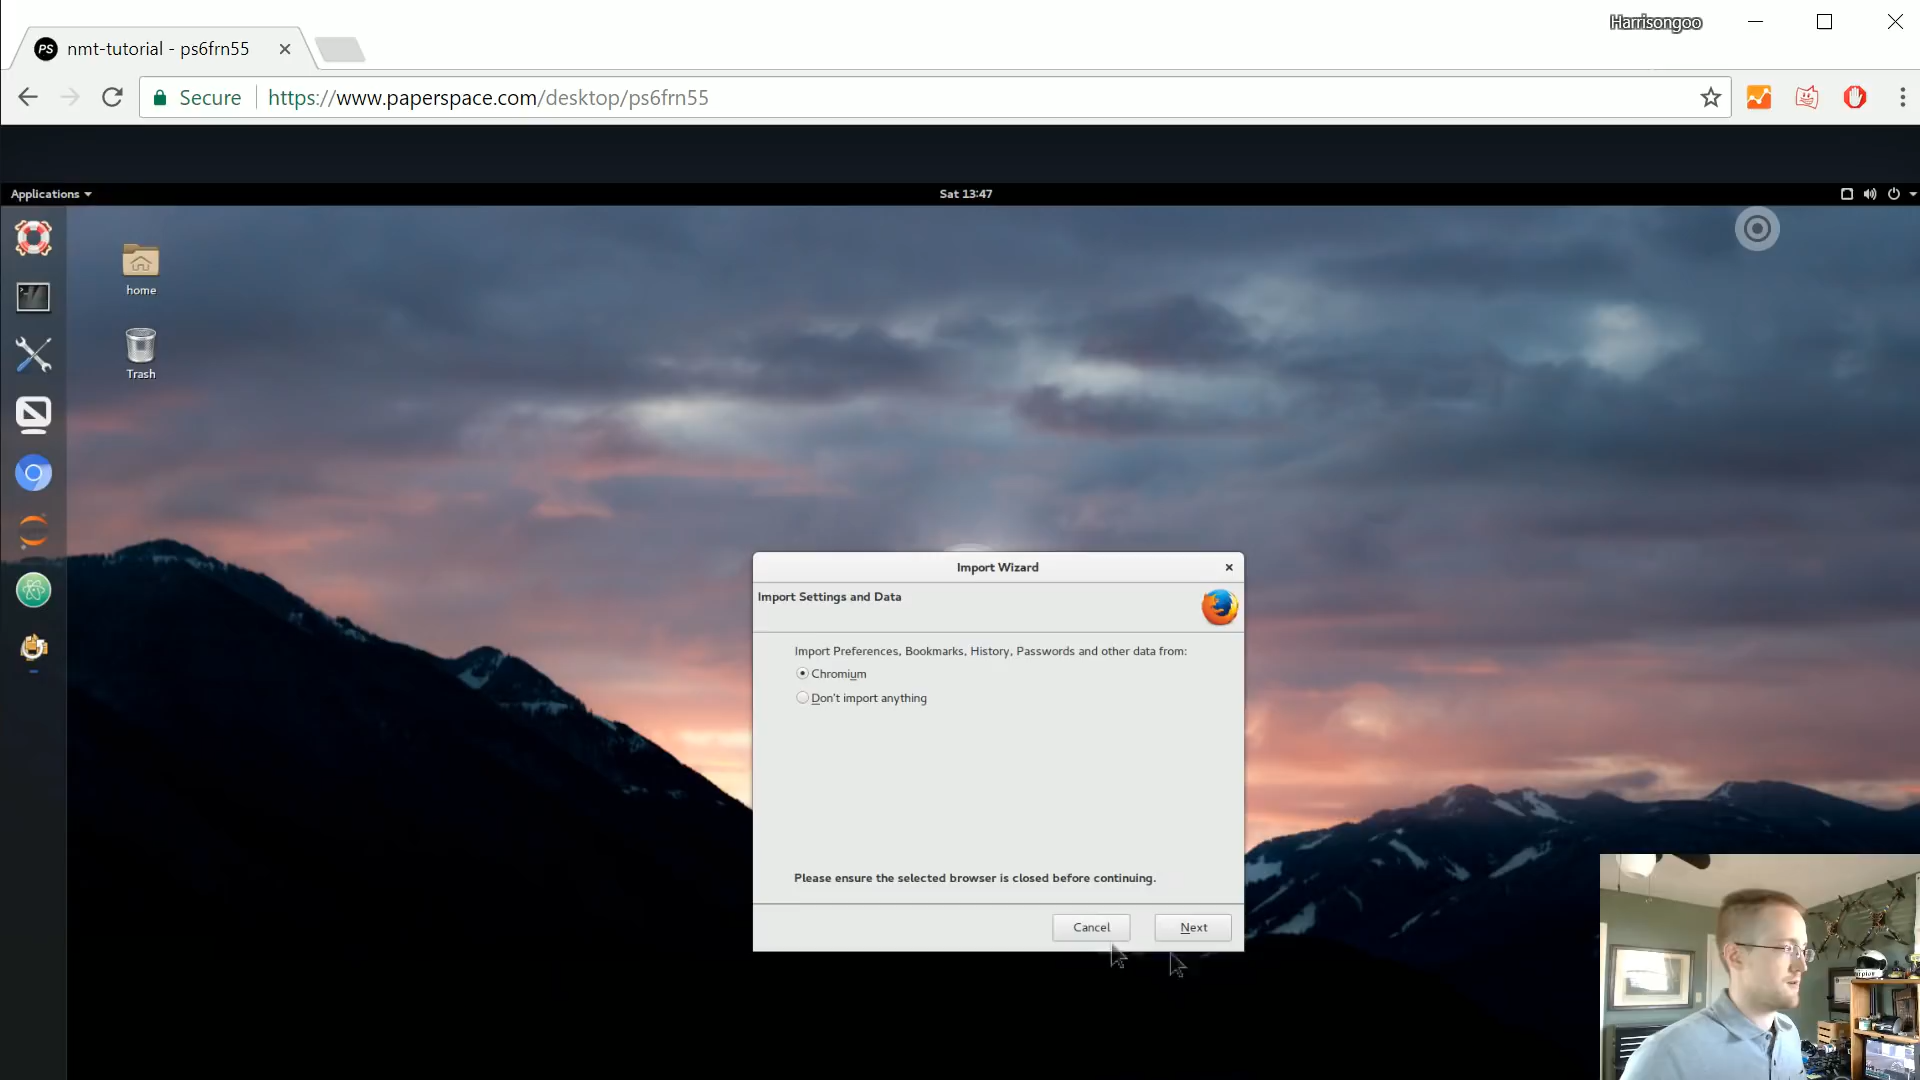 Harrisongoo
PS nmt-tutorial - ps6frn55
Secure https://www.paperspace.com/desktop/ps6frn55
Applications Sat 13:47
home
Trash
Import Wizard
Import Settings and Data
Import Preferences, Bookmarks, History, Passwords and other data from:
Chromium
Don't import anything
Please ensure the selected browser is closed before continuing.
Cancel Next